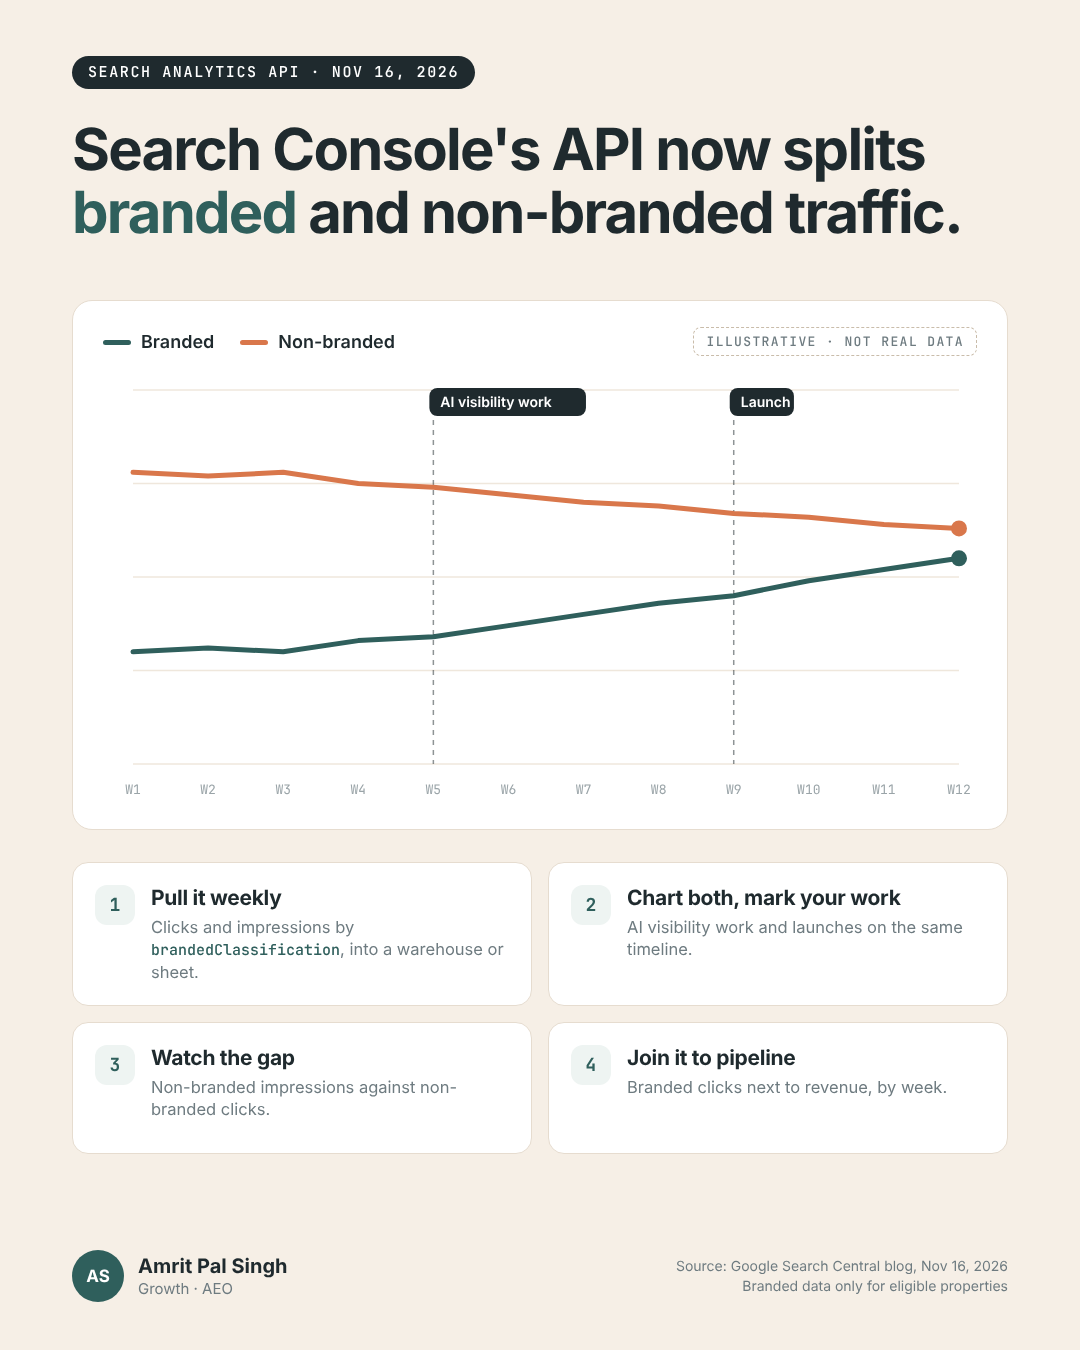 SEARCH ANALYTICS API · NOV 16, 2026
Search Console's API now splits
branded and non-branded traffic.
Branded
Non-branded
ILLUSTRATIVE · NOT REAL DATA
AI visibility work
Launch
W1 W2 W3 W4 W5 W6 W7 W8 W9 W10 W11 W12
1
Pull it weekly
Clicks and impressions by
brandedClassification, into a warehouse or
sheet.
2
Chart both, mark your work
AI visibility work and launches on the same
timeline.
3
Watch the gap
Non-branded impressions against non-
branded clicks.
4
Join it to pipeline
Branded clicks next to revenue, by week.
AS
Amrit Pal Singh
Growth · AEO
Source: Google Search Central blog, Nov 16, 2026
Branded data only for eligible properties